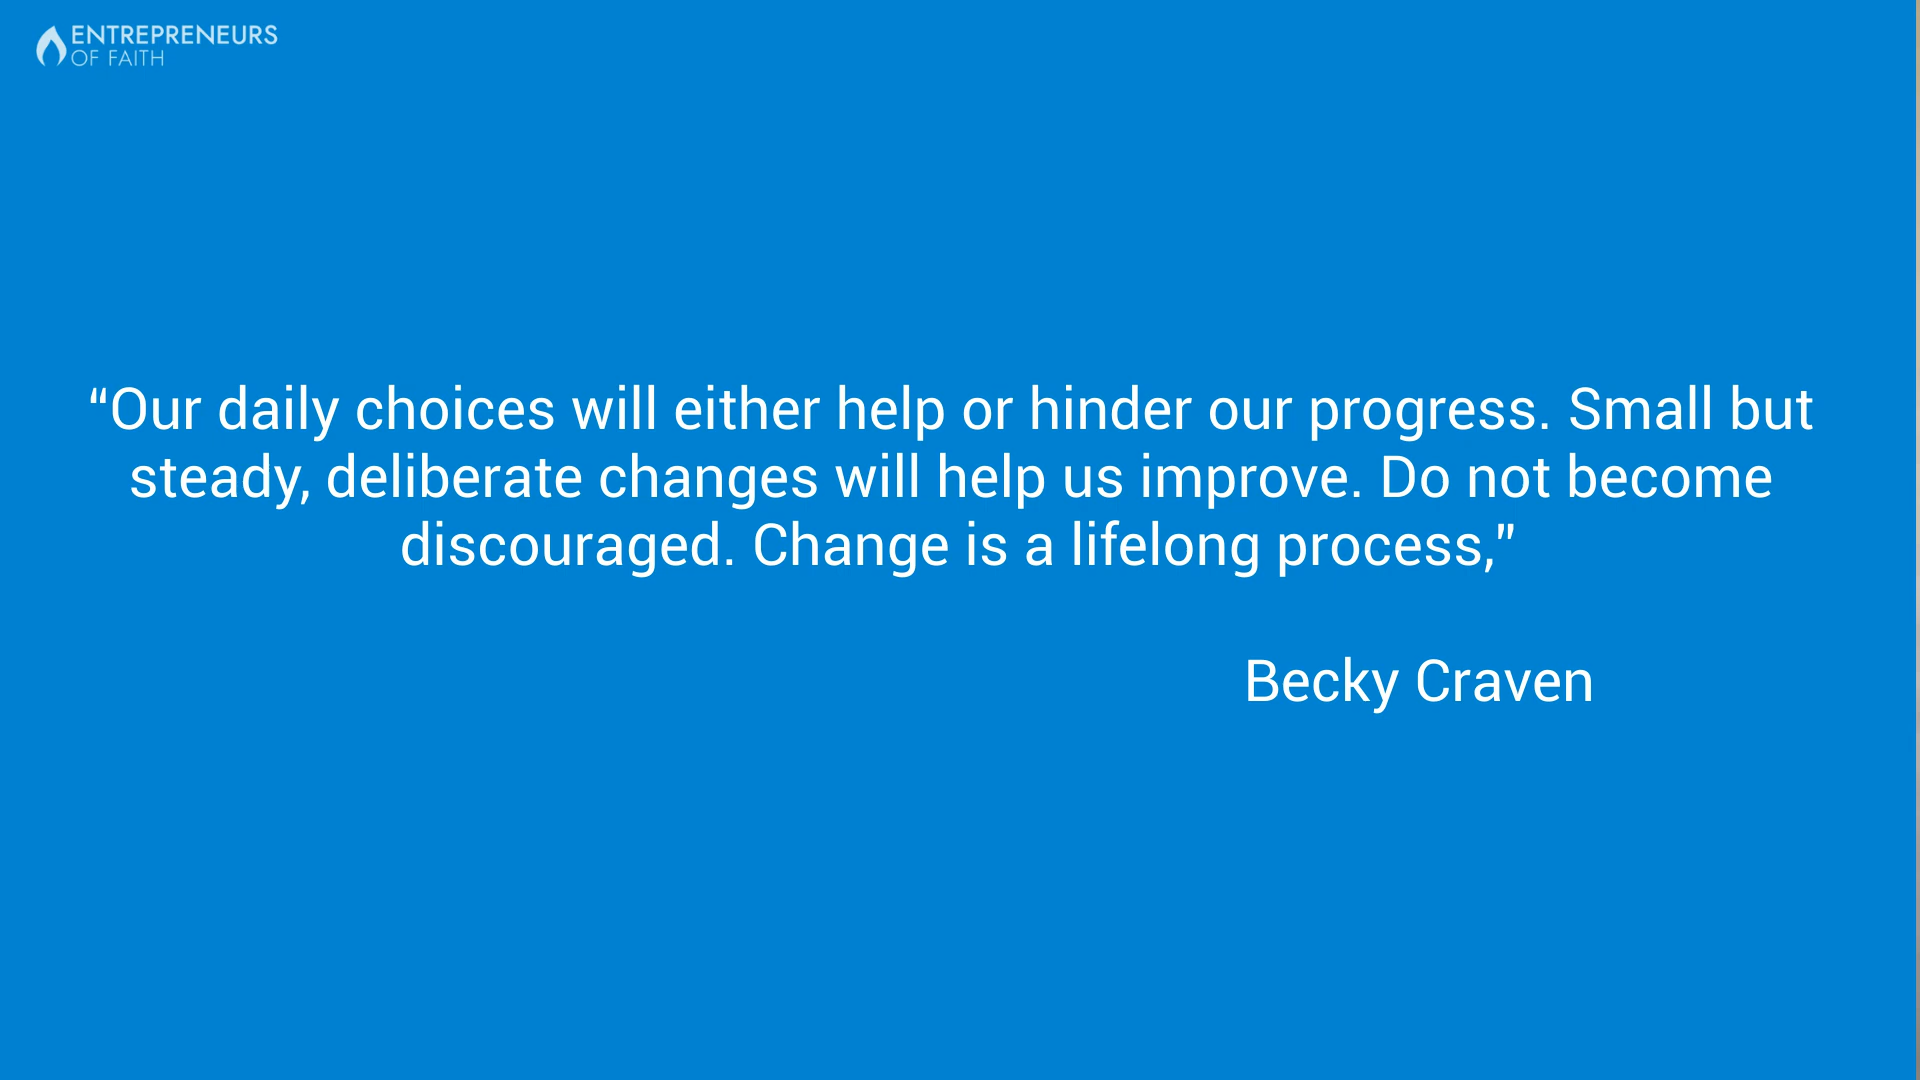 ENTREPRENEURS
OF FAITH
“Our daily choices will either help or hinder our progress. Small but
steady, deliberate changes will help us improve. Do not become
discouraged. Change is a lifelong process,”
Becky Craven